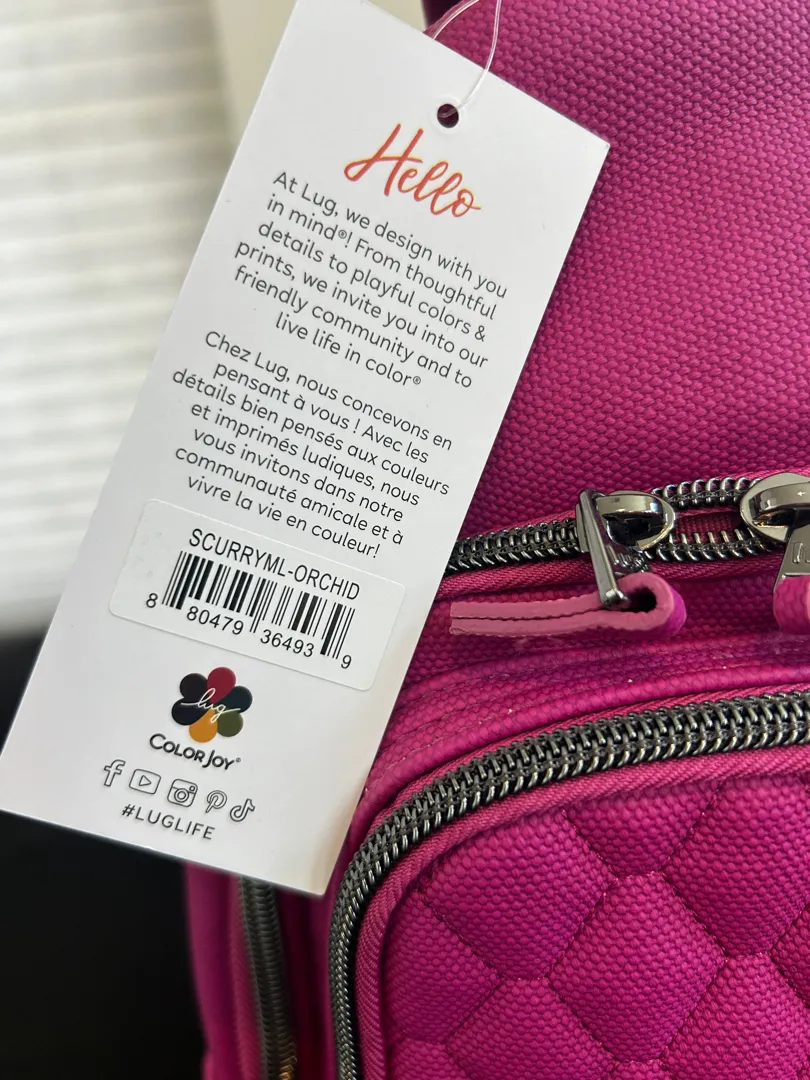 Hello
At Lug, we design with you
in mind®! From thoughtful
details to playful colors &
prints, we invite you into our
friendly community and to
live life in color®
Chez Lug, nous concevons en
pensant à vous ! Avec les
détails bien pensés aux couleurs
et imprimés ludiques, nous
vous invitons dans notre
communauté amicale et à
vivre la vie en couleur!
SCURRYML-ORCHID
8 80479 36493 9
lug
COLORJOY®
#LUGLIFE